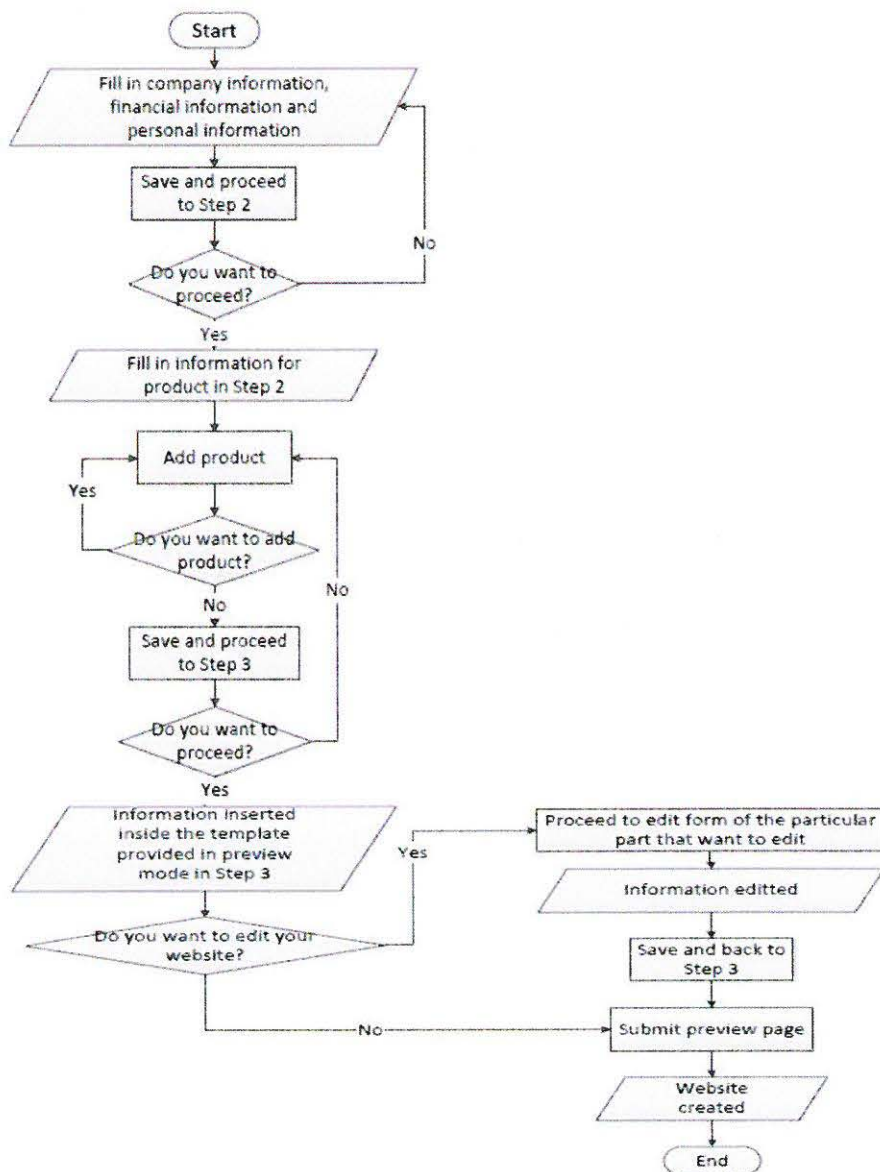 Start
Fill in company information,
financial information and
personal information
Save and proceed
to Step 2
Do you want to
proceed?
No
Yes
Fill in information for
product in Step 2
Add product
Yes
Do you want to add
product?
No
No
Save and proceed
to Step 3
Do you want to
proceed?
Yes
Information inserted
inside the template
provided in preview
mode in Step 3
Yes
Proceed to edit form of the particular
part that want to edit
Information editted
Do you want to edit your
website?
Save and back to
Step 3
No
Submit preview page
Website
created
End